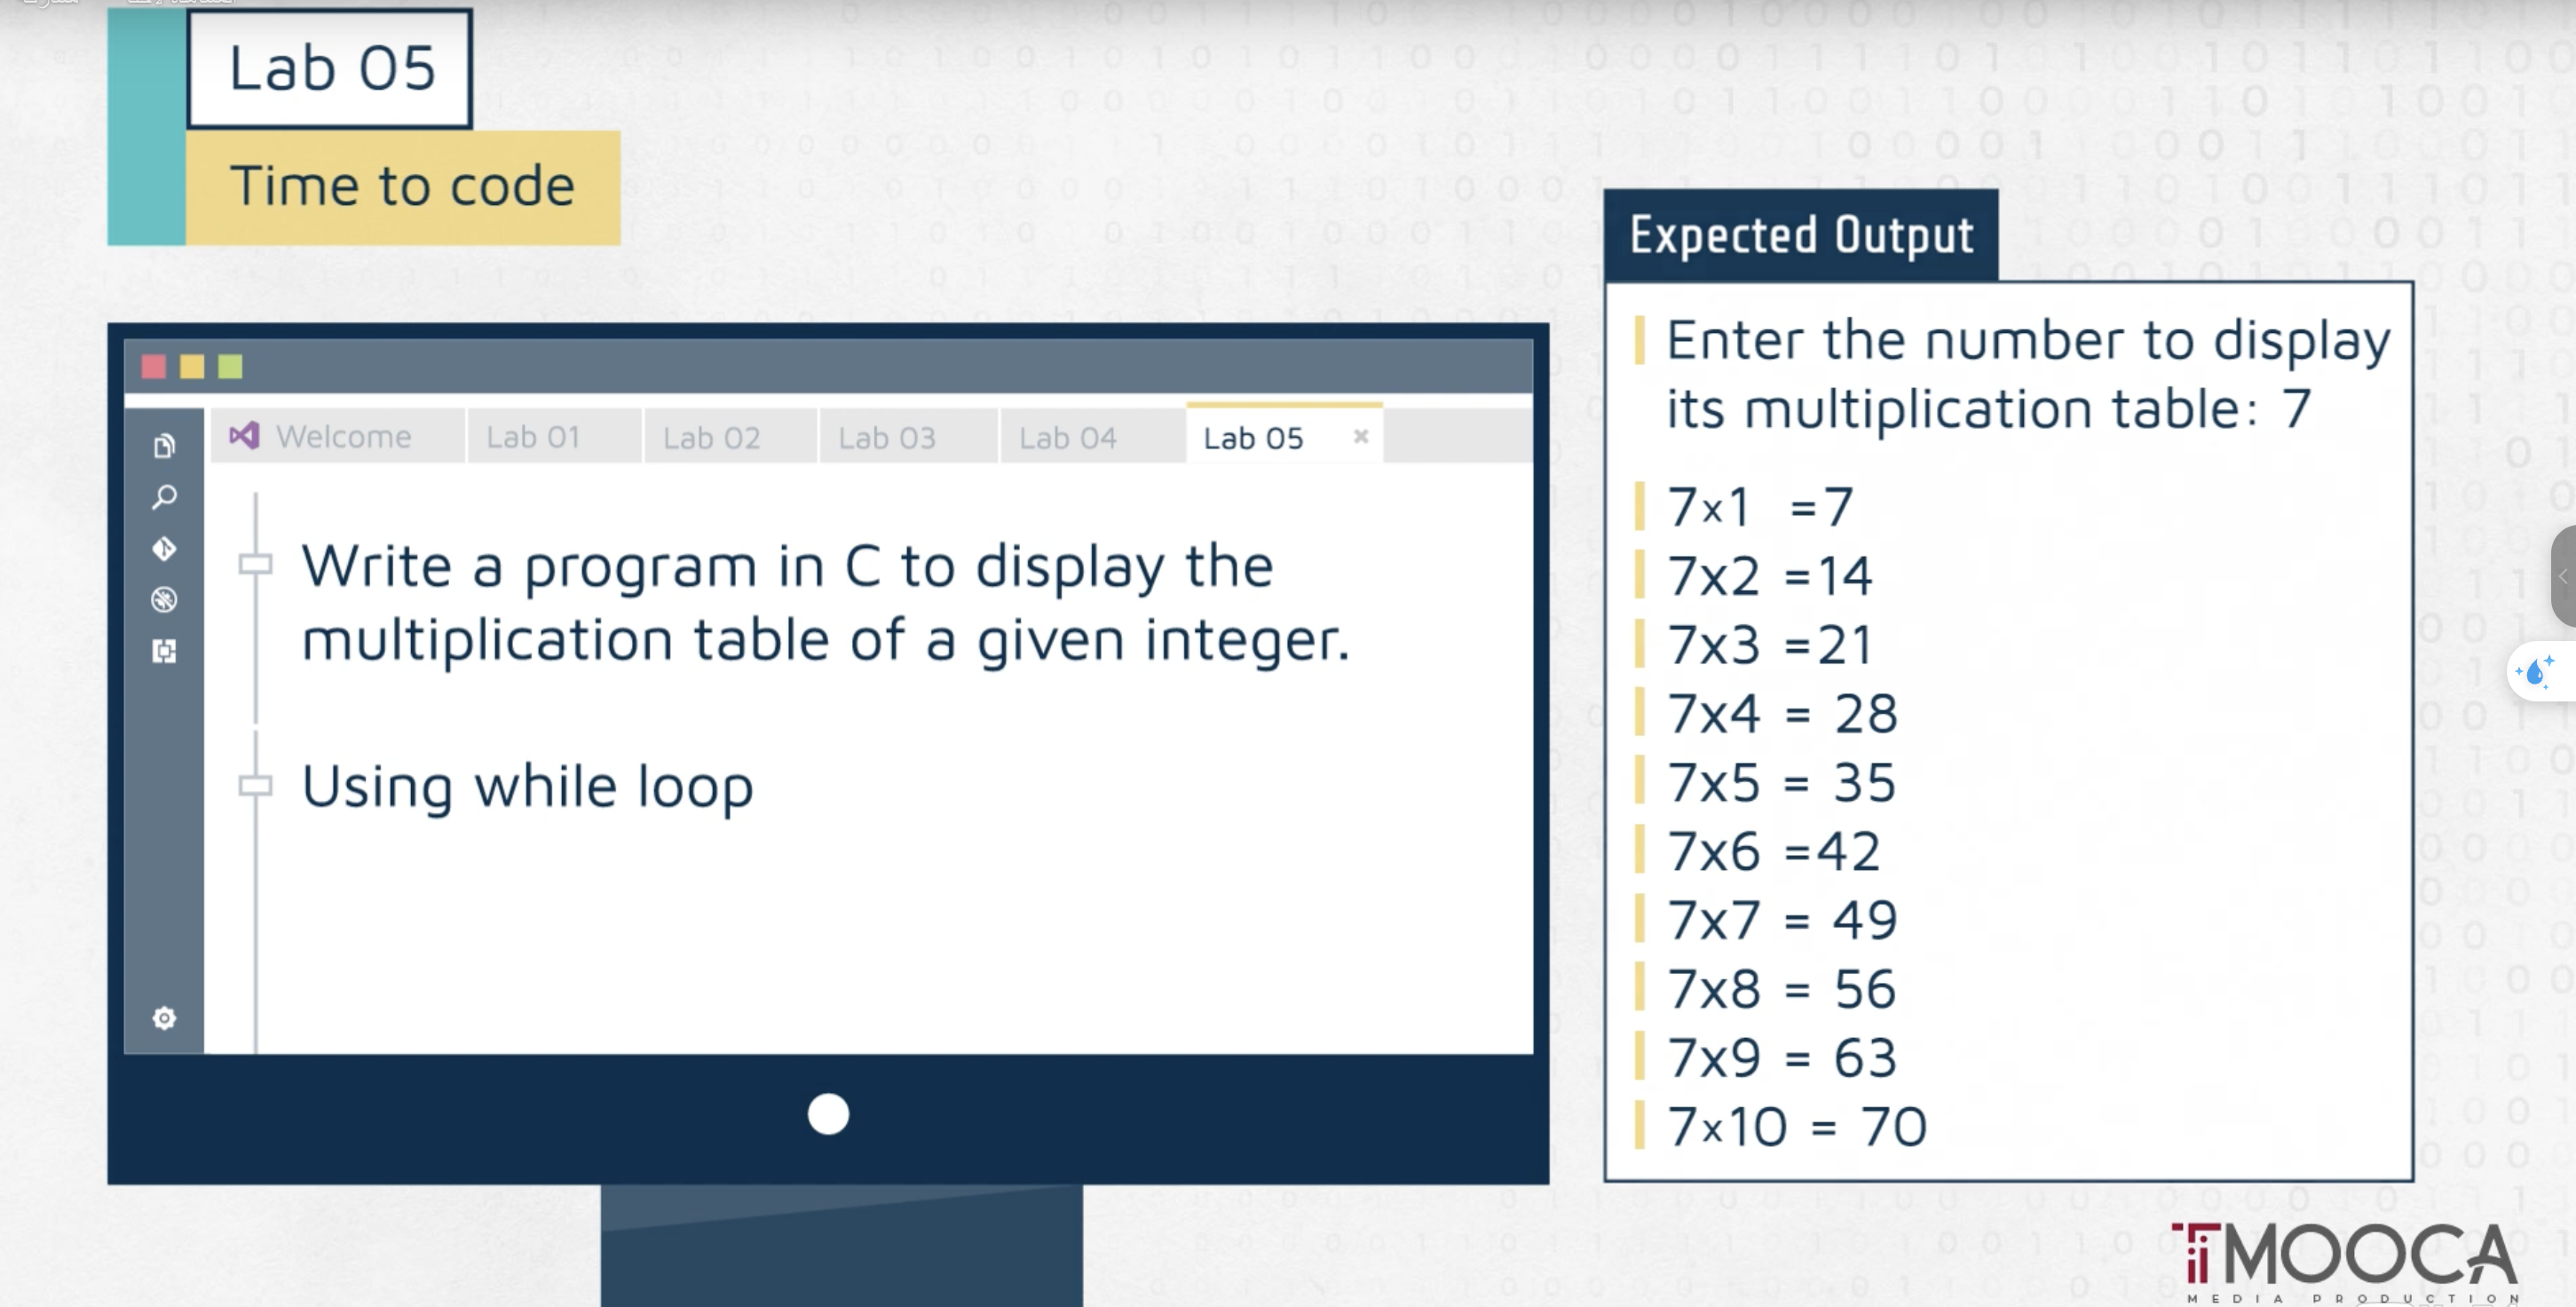 Lab 05
Time to code
Welcome
Lab 01
Lab 02
Lab 03
Lab 04
Lab 05
Write a program in C to display the
multiplication table of a given integer.
Using while loop
Expected Output
Enter the number to display
its multiplication table: 7
7x1 =7
7x2 =14
7x3 =21
7x4 = 28
7x5 = 35
7x6 =42
7x7 = 49
7x8 = 56
7x9 = 63
7x10 = 70
MOOCA
MEDIA PRODUCTION